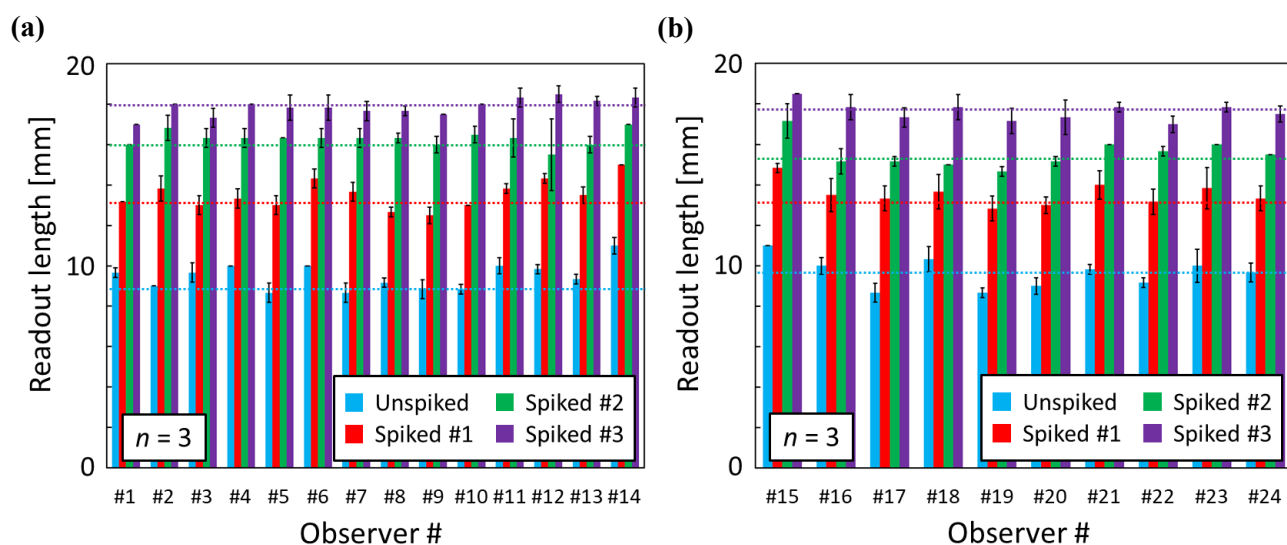 (a)
20
10
0
Readout length [mm]
Unspiked
Spiked #2
Spiked #1
Spiked #3
n = 3
#1 #2 #3 #4 #5 #6 #7 #8 #9 #10 #11 #12 #13 #14
Observer #
(b)
20
10
0
Readout length [mm]
Unspiked
Spiked #2
Spiked #1
Spiked #3
n = 3
#15 #16 #17 #18 #19 #20 #21 #22 #23 #24
Observer #